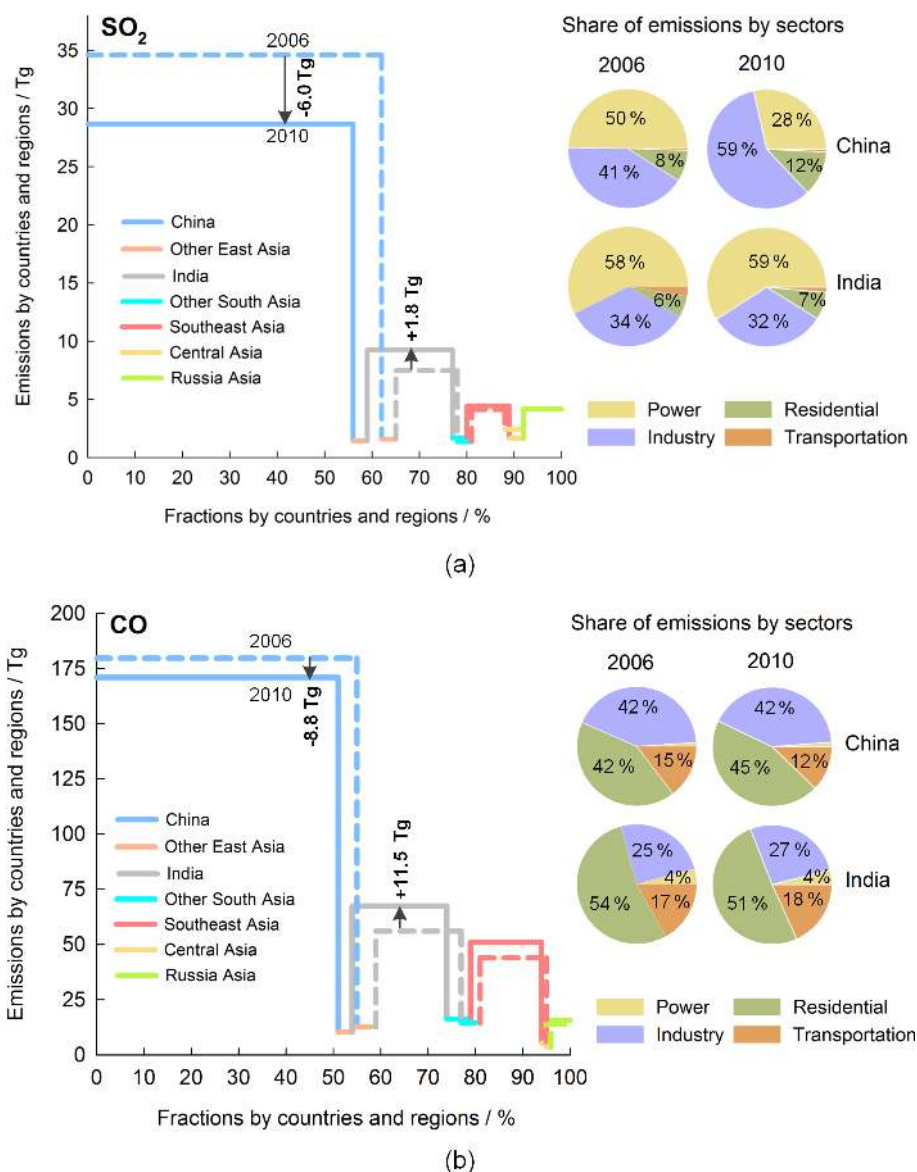 SO2
Share of emissions by sectors
2006
2010
Emissions by countries and regions / Tg
35
30
25
20
15
10
5
0
2006
-6.0 Tg
2010
China
Other East Asia
India
Other South Asia
Southeast Asia
Central Asia
Russia Asia
+1.8 Tg
0 10 20 30 40 50 60 70 80 90 100
Fractions by countries and regions / %
50 %
8%
41 %
28 %
59 %
12%
China
58 %
6%
34 %
59 %
7%
32 %
India
Power
Residential
Industry
Transportation
(a)
CO
Share of emissions by sectors
2006
2010
Emissions by countries and regions / Tg
200
175
150
125
100
75
50
25
0
2006
2010
-8.8 Tg
China
Other East Asia
India
Other South Asia
Southeast Asia
Central Asia
Russia Asia
+11.5 Tg
0 10 20 30 40 50 60 70 80 90 100
Fractions by countries and regions / %
42 %
15 %
42 %
42 %
12 %
45 %
China
25 %
4%
54 %
17 %
27 %
4%
51 %
18 %
India
Power
Residential
Industry
Transportation
(b)